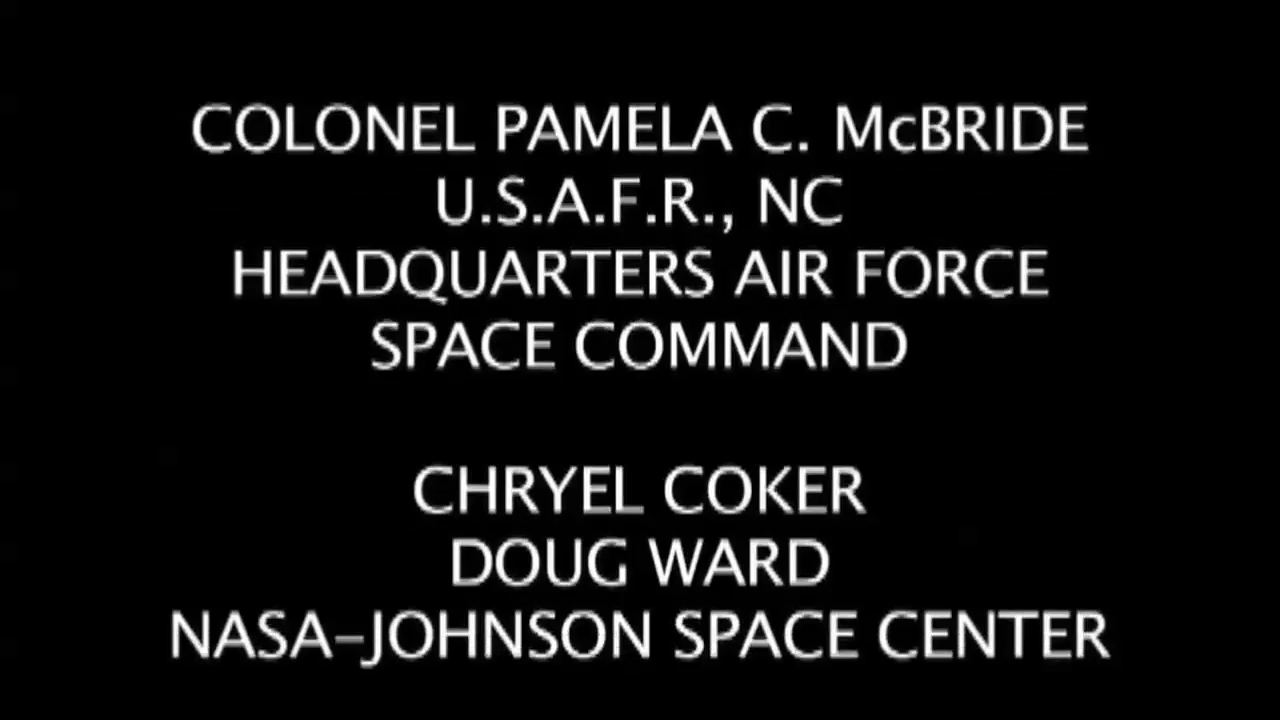 COLONEL PAMELA C. McBRIDE
U.S.A.F.R., NC
HEADQUARTERS AIR FORCE
SPACE COMMAND
CHRYEL COKER
DOUG WARD
NASA–JOHNSON SPACE CENTER